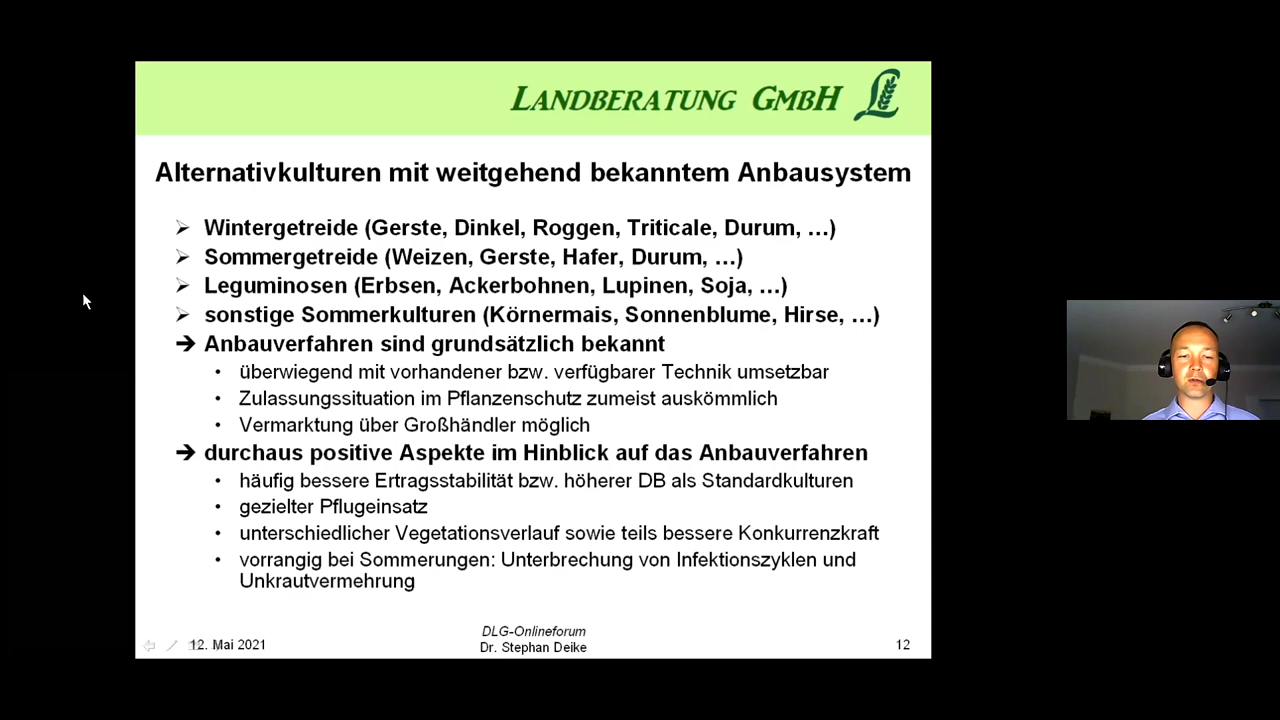 LANDBERATUNG GMBH
Alternativkulturen mit weitgehend bekanntem Anbausystem
➢ Wintergetreide (Gerste, Dinkel, Roggen, Triticale, Durum, ...)
➢ Sommergetreide (Weizen, Gerste, Hafer, Durum, ...)
➢ Leguminosen (Erbsen, Ackerbohnen, Lupinen, Soja, ...)
➢ sonstige Sommerkulturen (Körnermais, Sonnenblume, Hirse, ...)
➔ Anbauverfahren sind grundsätzlich bekannt
• überwiegend mit vorhandener bzw. verfügbarer Technik umsetzbar
• Zulassungssituation im Pflanzenschutz zumeist auskömmlich
• Vermarktung über Großhändler möglich
➔ durchaus positive Aspekte im Hinblick auf das Anbauverfahren
• häufig bessere Ertragsstabilität bzw. höherer DB als Standardkulturen
• gezielter Pflugeinsatz
• unterschiedlicher Vegetationsverlauf sowie teils bessere Konkurrenzkraft
• vorrangig bei Sommerungen: Unterbrechung von Infektionszyklen und
Unkrautvermehrung
12. Mai 2021
DLG-Onlineforum
Dr. Stephan Deike
12